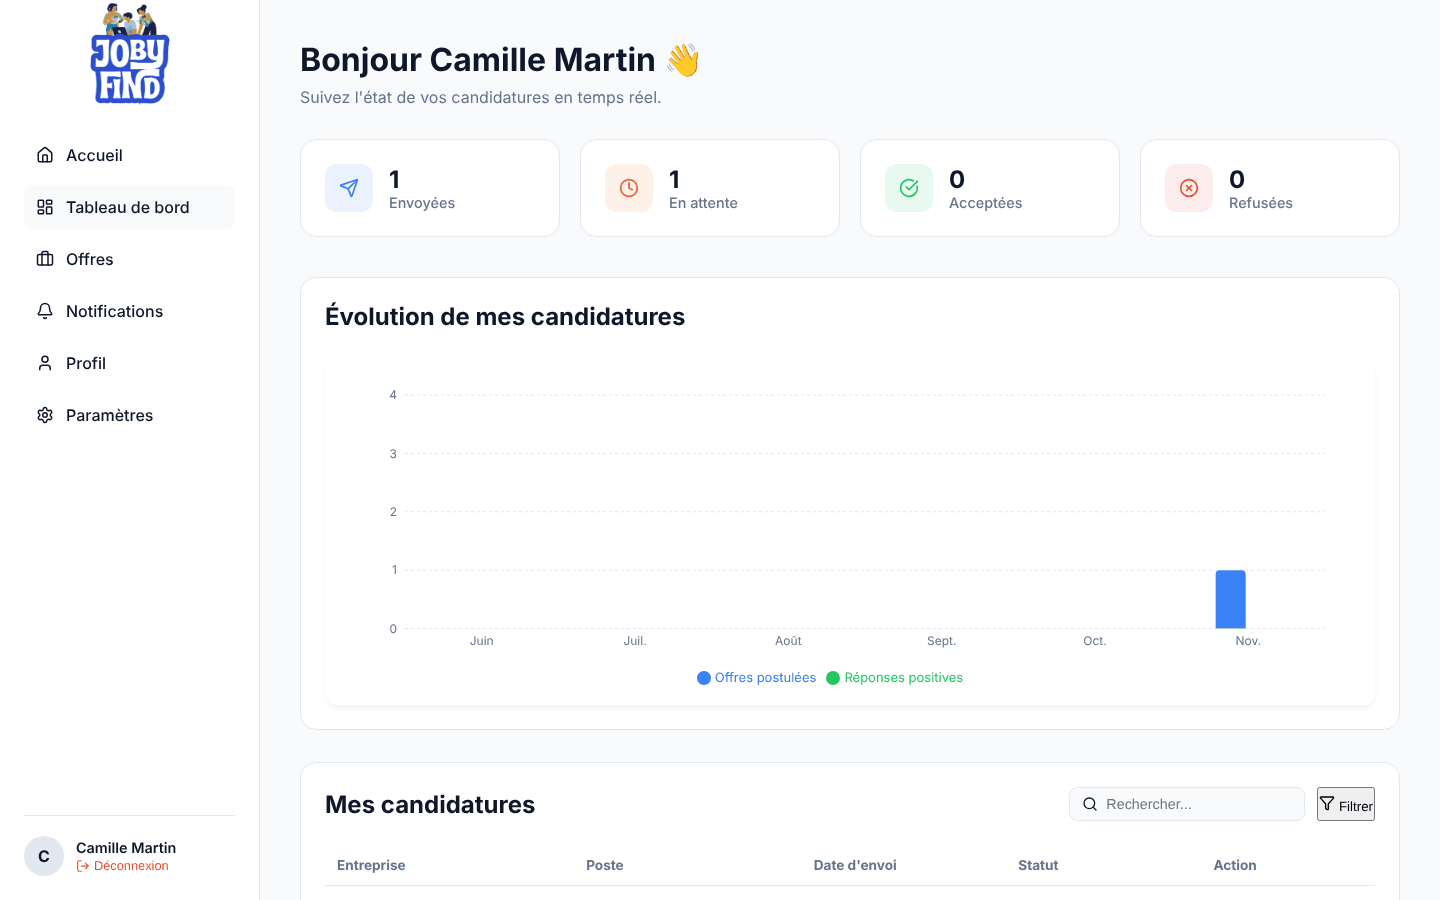 JOBY
FIND
Accueil
Tableau de bord
Offres
Notifications
Profil
Paramètres
C
Camille Martin
Déconnexion
Bonjour Camille Martin 👋
Suivez l'état de vos candidatures en temps réel.
1
Envoyées
1
En attente
0
Acceptées
0
Refusées
Évolution de mes candidatures
4
3
2
1
0
Juin Juil. Août Sept. Oct. Nov.
Offres postulées Réponses positives
Mes candidatures
Rechercher...
Filtrer
Entreprise Poste Date d'envoi Statut Action